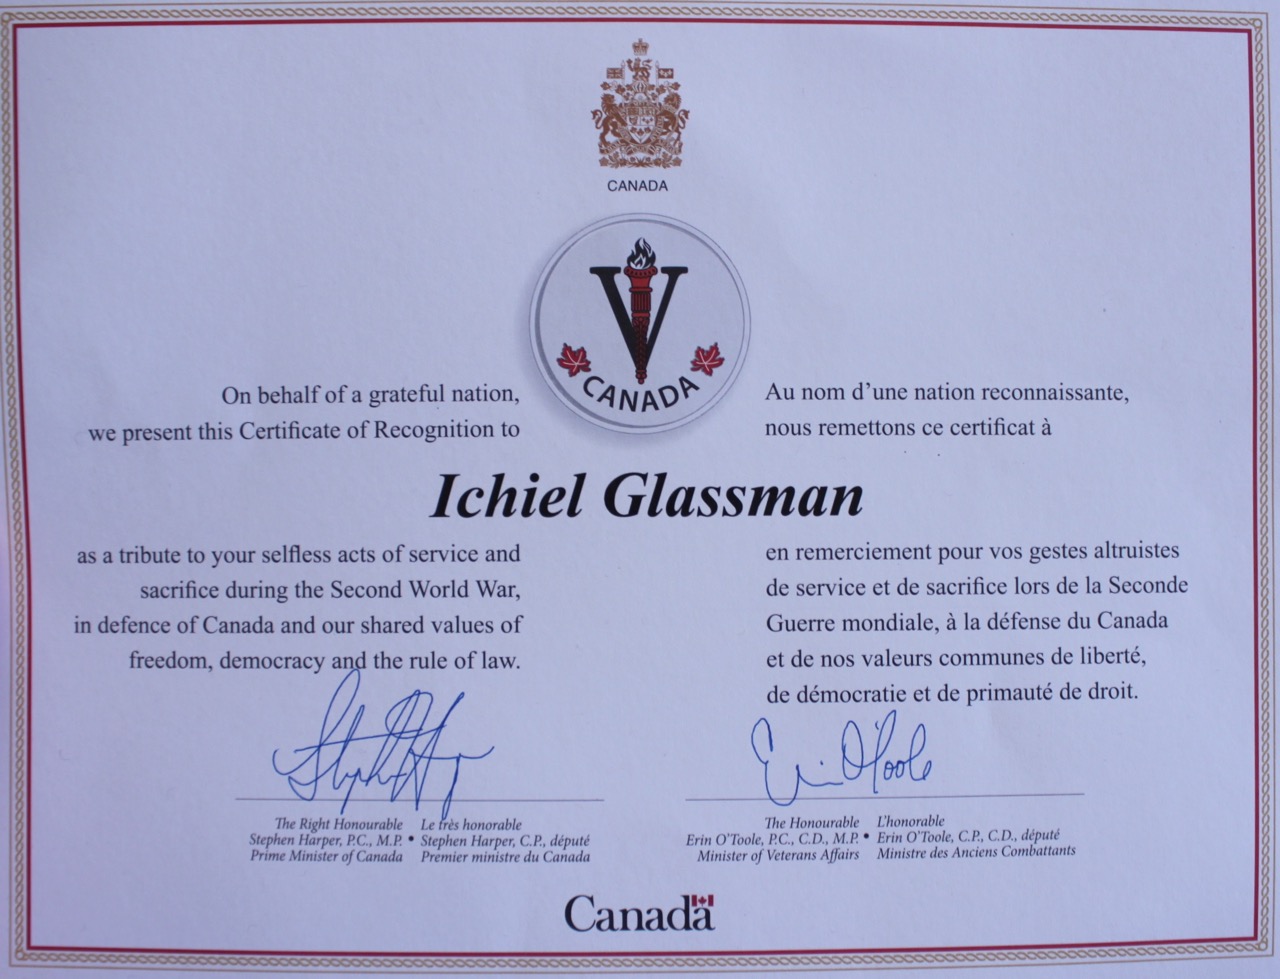 CANADA
V
CANADA
On behalf of a grateful nation,
we present this Certificate of Recognition to
Au nom d’une nation reconnaissante,
nous remettons ce certificat à
Ichiel Glassman
as a tribute to your selfless acts of service and
sacrifice during the Second World War,
in defence of Canada and our shared values of
freedom, democracy and the rule of law.
en remerciement pour vos gestes altruistes
de service et de sacrifice lors de la Seconde
Guerre mondiale, à la défense du Canada
et de nos valeurs communes de liberté,
de démocratie et de primauté de droit.
Stephen Harper
Erin O'Toole
The Right Honourable
Stephen Harper, P.C., M.P. •
Prime Minister of Canada
Le très honorable
Stephen Harper, C.P., député
Premier ministre du Canada
The Honourable
Erin O’Toole, P.C., C.D., M.P. •
Minister of Veterans Affairs
L’honorable
Erin O’Toole, C.P., C.D., député
Ministre des Anciens Combattants
Canada